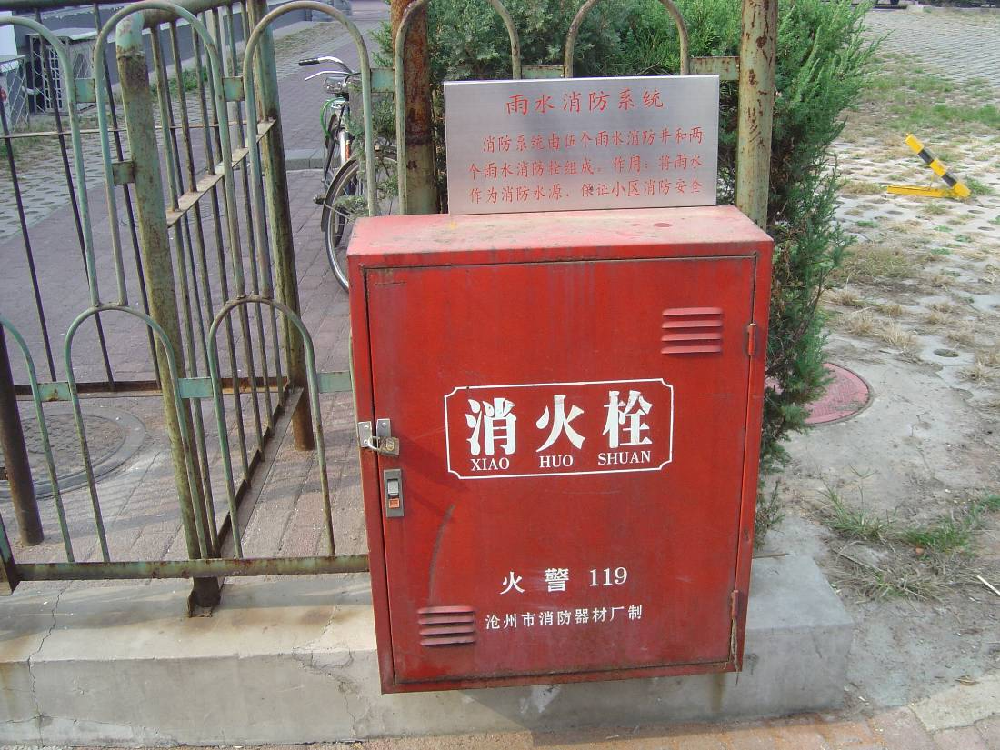 雨水消防系统
消防系统由伍个雨水消防井和两
个雨水消防栓组成。作用：将雨水
作为消防水源、保证小区消防安全
消火栓
XIAO HUO SHUAN
火警 119
沧州市消防器材厂制